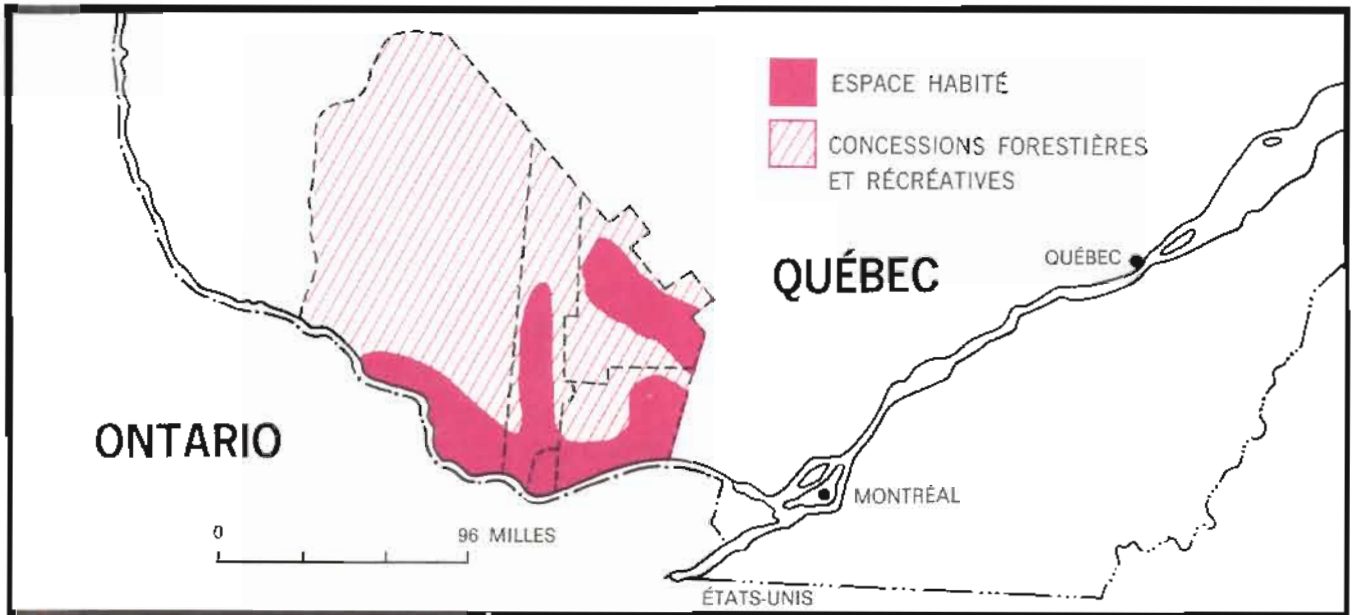 ESPACE HABITÉ
CONCESSIONS FORESTIÈRES
ET RÉCRÉATIVES
QUÉBEC
QUÉBEC
ONTARIO
MONTRÉAL
0
96 MILLES
ÉTATS-UNIS